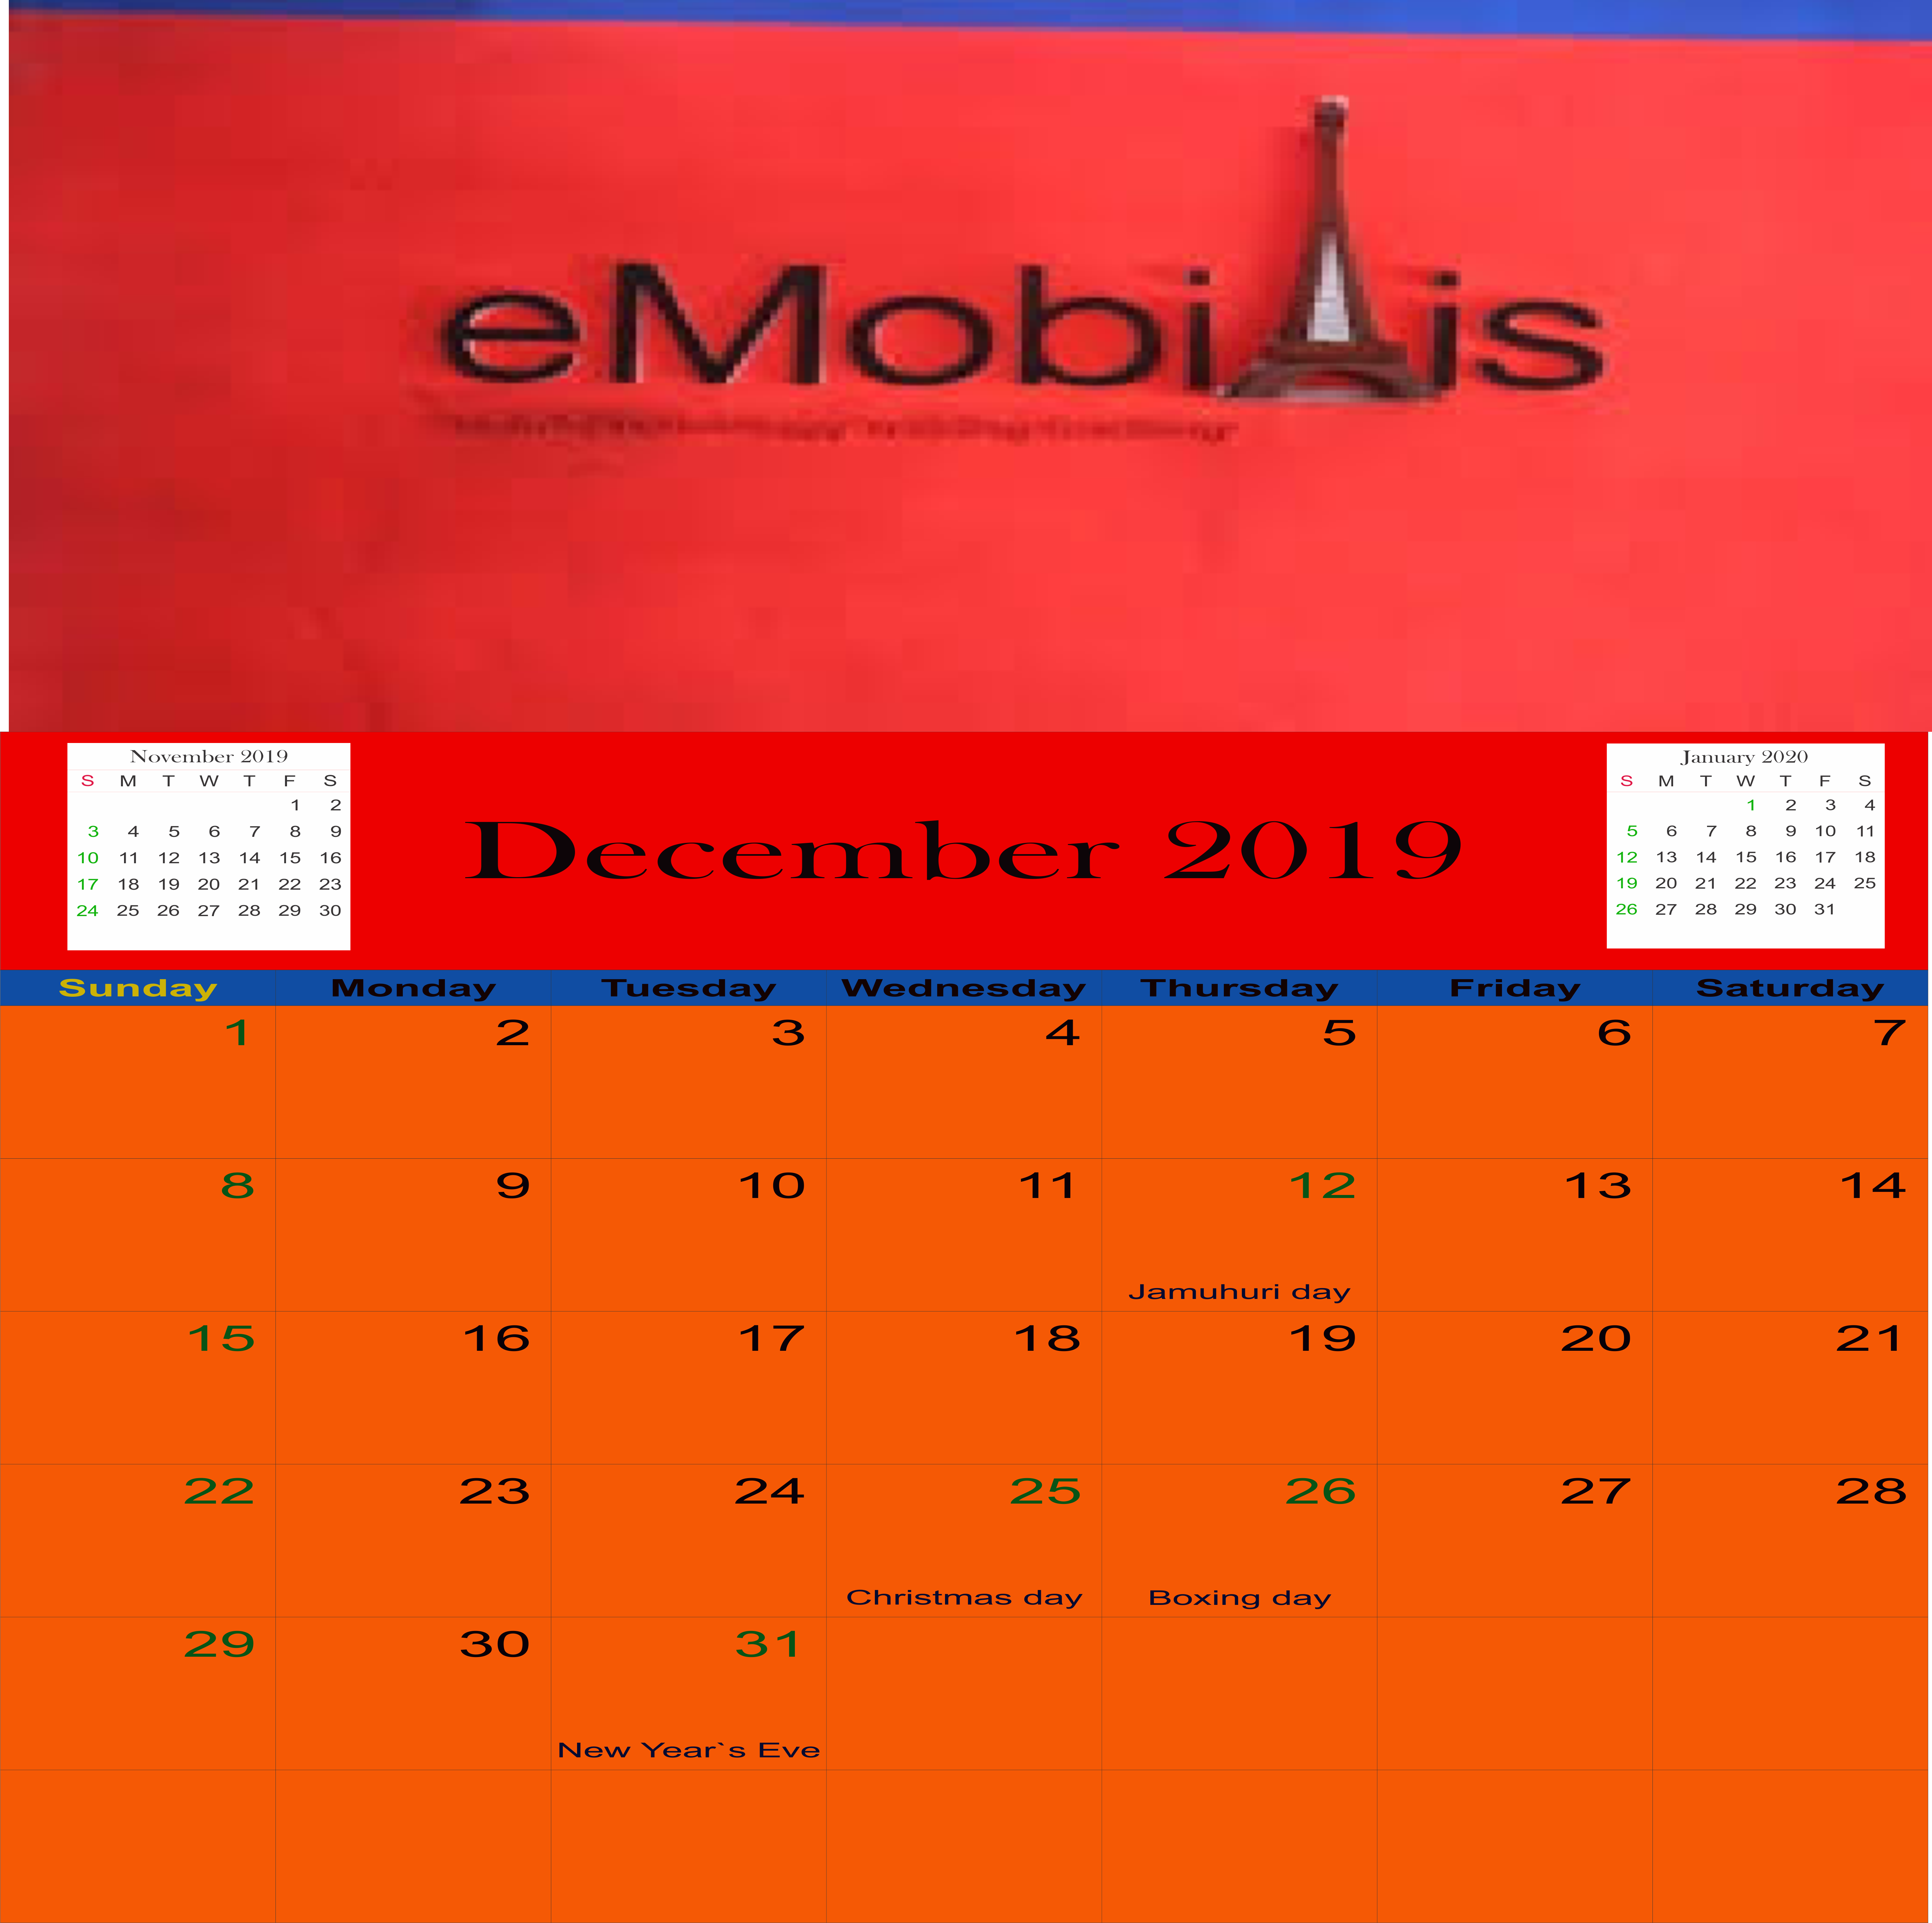 eMobilis
November 2019
S M T W T F S
1 2
3 4 5 6 7 8 9
10 11 12 13 14 15 16
17 18 19 20 21 22 23
24 25 26 27 28 29 30
December 2019
January 2020
S M T W T F S
1 2 3 4
5 6 7 8 9 10 11
12 13 14 15 16 17 18
19 20 21 22 23 24 25
26 27 28 29 30 31
Sunday Monday Tuesday Wednesday Thursday Friday Saturday
1 2 3 4 5 6 7
8 9 10 11 12 13 14
Jamuhuri day
15 16 17 18 19 20 21
22 23 24 25 26 27 28
Christmas day Boxing day
29 30 31
New Year`s Eve